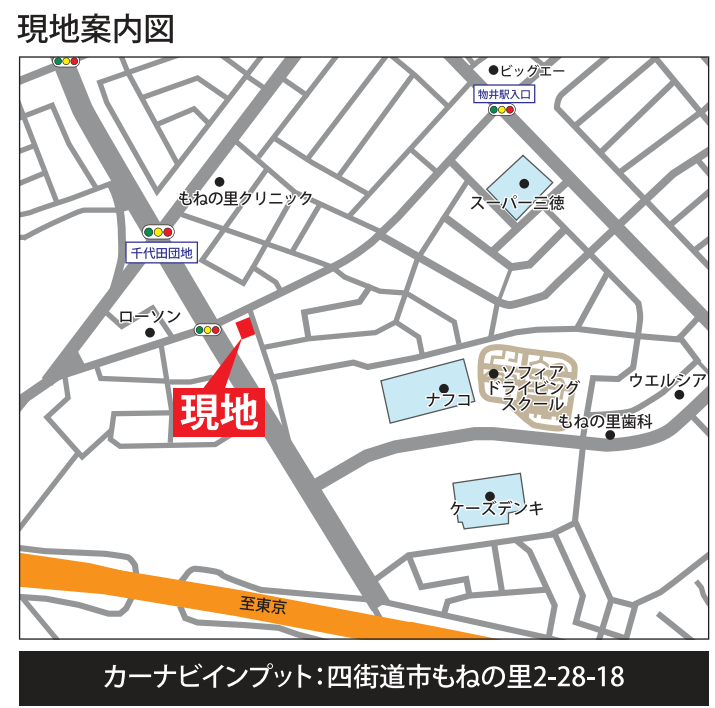 現地案内図
ビッグエー
物井駅入口
もねの里クリニック
スーパー三徳
千代田団地
ローソン
現地
ナフコ
ソフィア
ドライビング
スクール
ウエルシア
もねの里歯科
ケーズデンキ
至東京
カーナビインプット:四街道市もねの里2-28-18